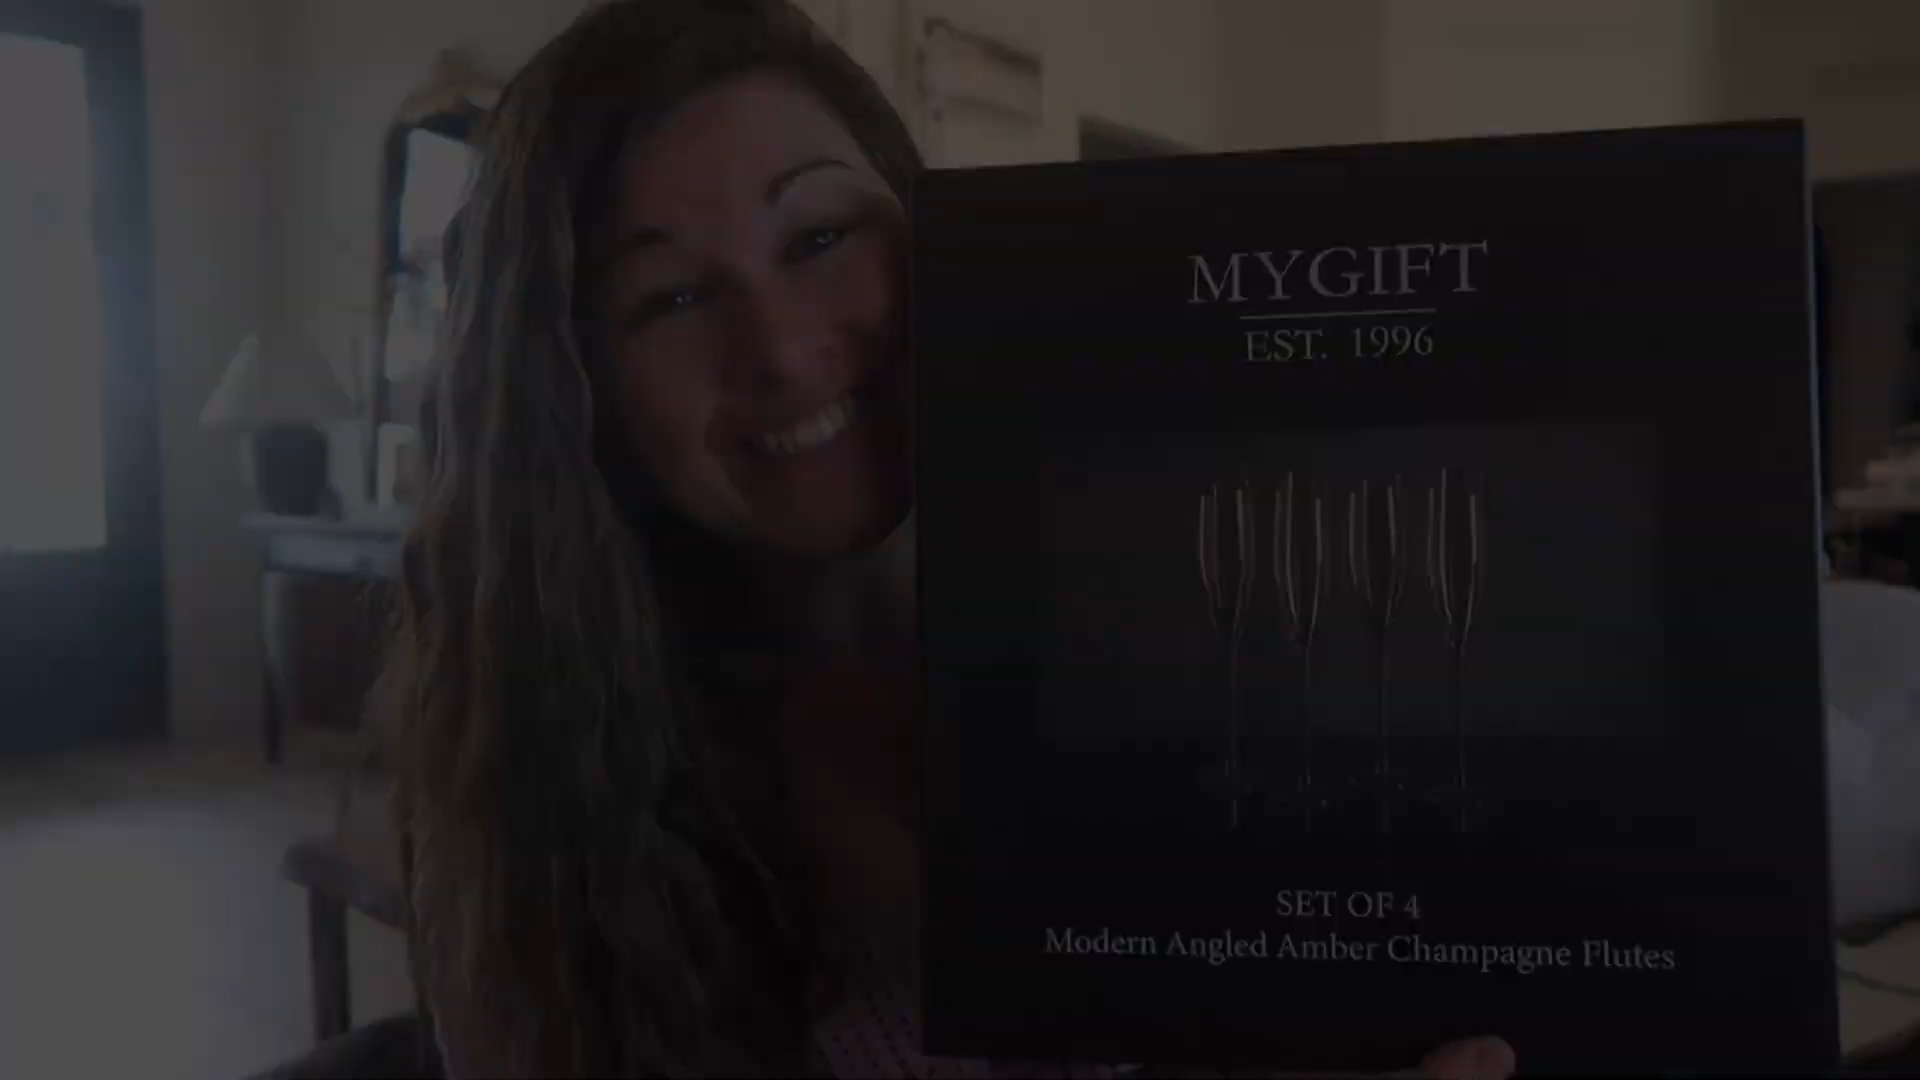 MYGIFT
EST. 1996
SET OF 4
Modern Angled Amber Champagne Flutes